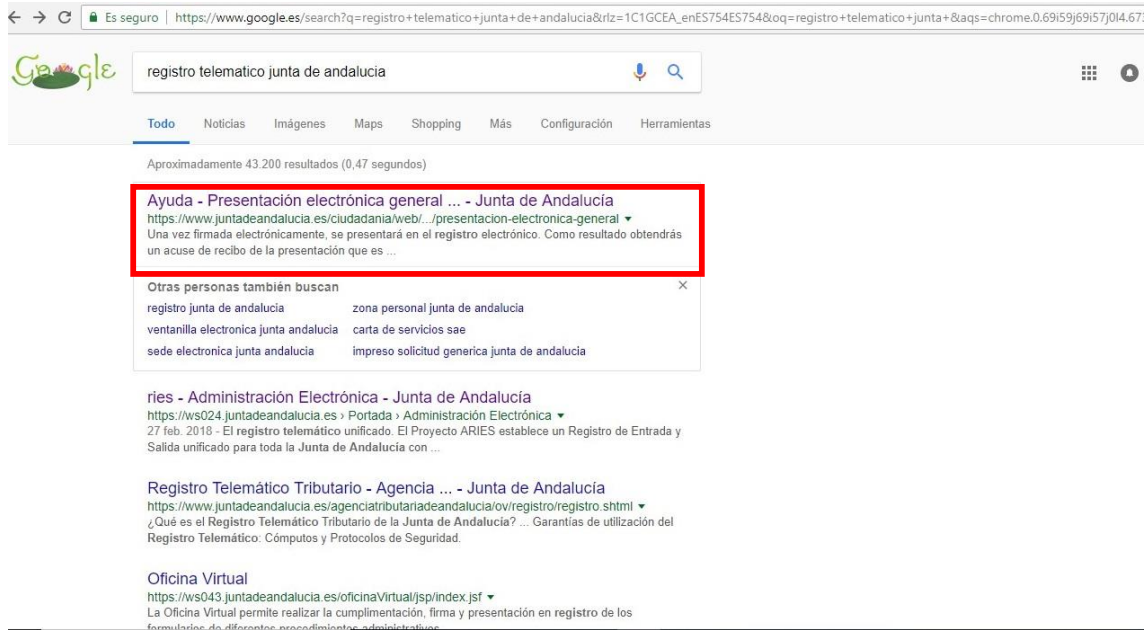 Es seguro | https://www.google.es/search?q=registro+telematico+junta+de+andalucia&rlz=1C1GCEA_enES754ES754&oq=registro+telematico+junta+&aqs=chrome.0.69i59j69i57j0l4.673
Google
registro telematico junta de andalucia
Todo Noticias Imágenes Maps Shopping Más Configuración Herramientas
Aproximadamente 43.200 resultados (0,47 segundos)
Ayuda - Presentación electrónica general ... - Junta de Andalucía
https://www.juntadeandalucia.es/ciudadania/web/.../presentacion-electronica-general
Una vez firmada electrónicamente, se presentará en el registro electrónico. Como resultado obtendrás
un acuse de recibo de la presentación que es ...
Otras personas también buscan
registro junta de andalucia zona personal junta de andalucia
ventanilla electronica junta andalucia carta de servicios sae
sede electronica junta andalucia impreso solicitud generica junta de andalucia
ries - Administración Electrónica - Junta de Andalucía
https://ws024.juntadeandalucia.es › Portada › Administración Electrónica
27 feb. 2018 - El registro telemático unificado. El Proyecto ARIES establece un Registro de Entrada y
Salida unificado para toda la Junta de Andalucía con ...
Registro Telemático Tributario - Agencia ... - Junta de Andalucía
https://www.juntadeandalucia.es/agenciatributariadeandalucia/ov/registro/registro.shtml
¿Qué es el Registro Telemático Tributario de la Junta de Andalucía? ... Garantías de utilización del
Registro Telemático: Cómputos y Protocolos de Seguridad.
Oficina Virtual
https://ws043.juntadeandalucia.es/oficinaVirtual/jsp/index.jsf
La Oficina Virtual permite realizar la cumplimentación, firma y presentación en registro de los
formularios de diferentes procedimientos administrativos